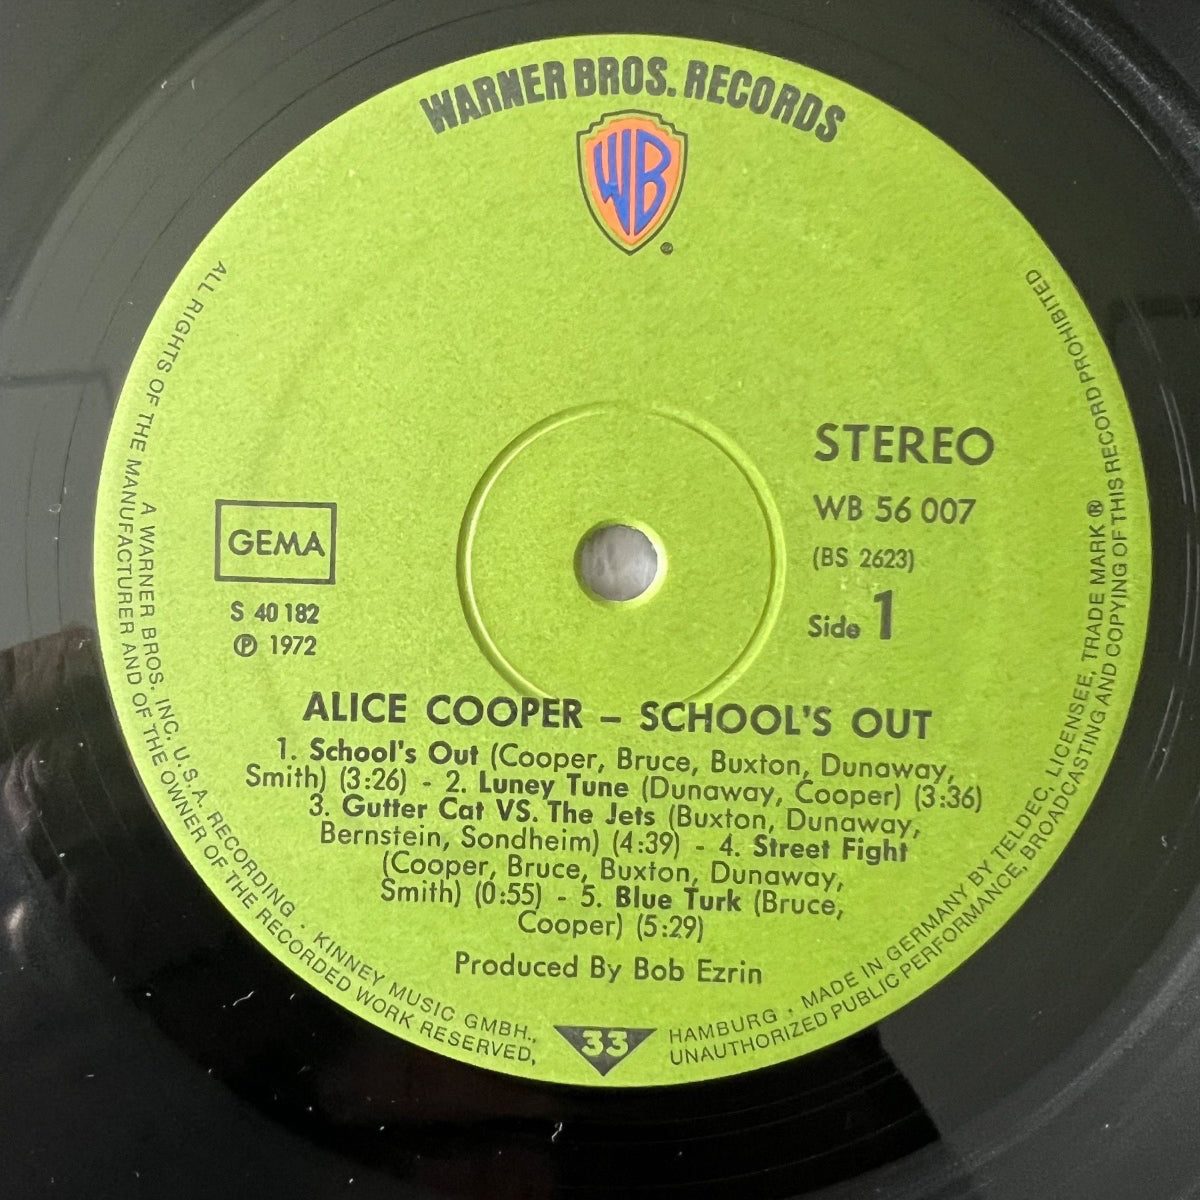 WARNER BROS. RECORDS
WB
®
STEREO
WB 56 007
(BS 2623)
Side 1
GEMA
S 40 182
℗ 1972
ALICE COOPER – SCHOOL'S OUT
1. School's Out (Cooper, Bruce, Buxton, Dunaway,
Smith) (3:26) - 2. Luney Tune (Dunaway, Cooper) (3:36)
3. Gutter Cat VS. The Jets (Buxton, Dunaway,
Bernstein, Sondheim) (4:39) - 4. Street Fight
(Cooper, Bruce, Buxton, Dunaway,
Smith) (0:55) - 5. Blue Turk (Bruce,
Cooper) (5:29)
Produced By Bob Ezrin
33
A WARNER BROS. INC. U.S.A. RECORDING · KINNEY MUSIC GMBH., HAMBURG · MADE IN GERMANY BY TELDEC, LICENSEE, TRADE MARK ®
ALL RIGHTS OF THE MANUFACTURER AND OF THE OWNER OF THE RECORDED WORK RESERVED, UNAUTHORIZED PUBLIC PERFORMANCE, BROADCASTING AND COPYING OF THIS RECORD PROHIBITED